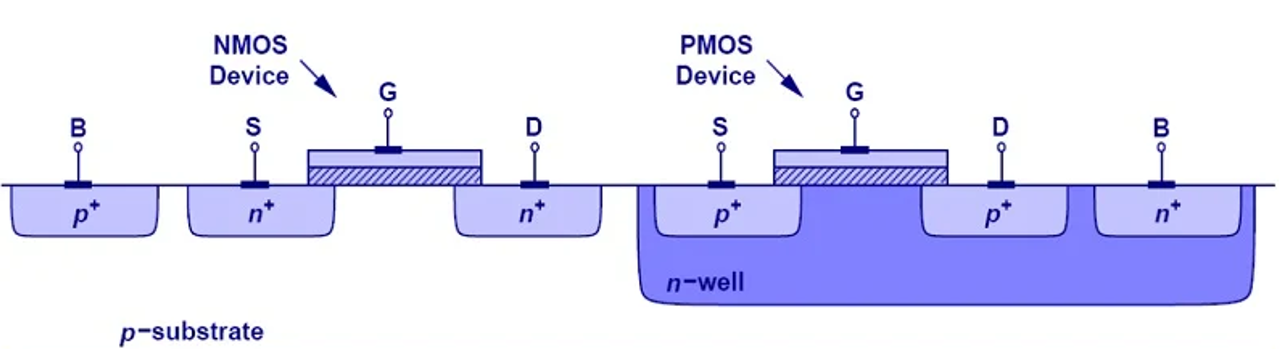 NMOS
Device
PMOS
Device
G
G
B
S
D
S
D
B
p+
n+
n+
p+
p+
n+
n−well
p−substrate